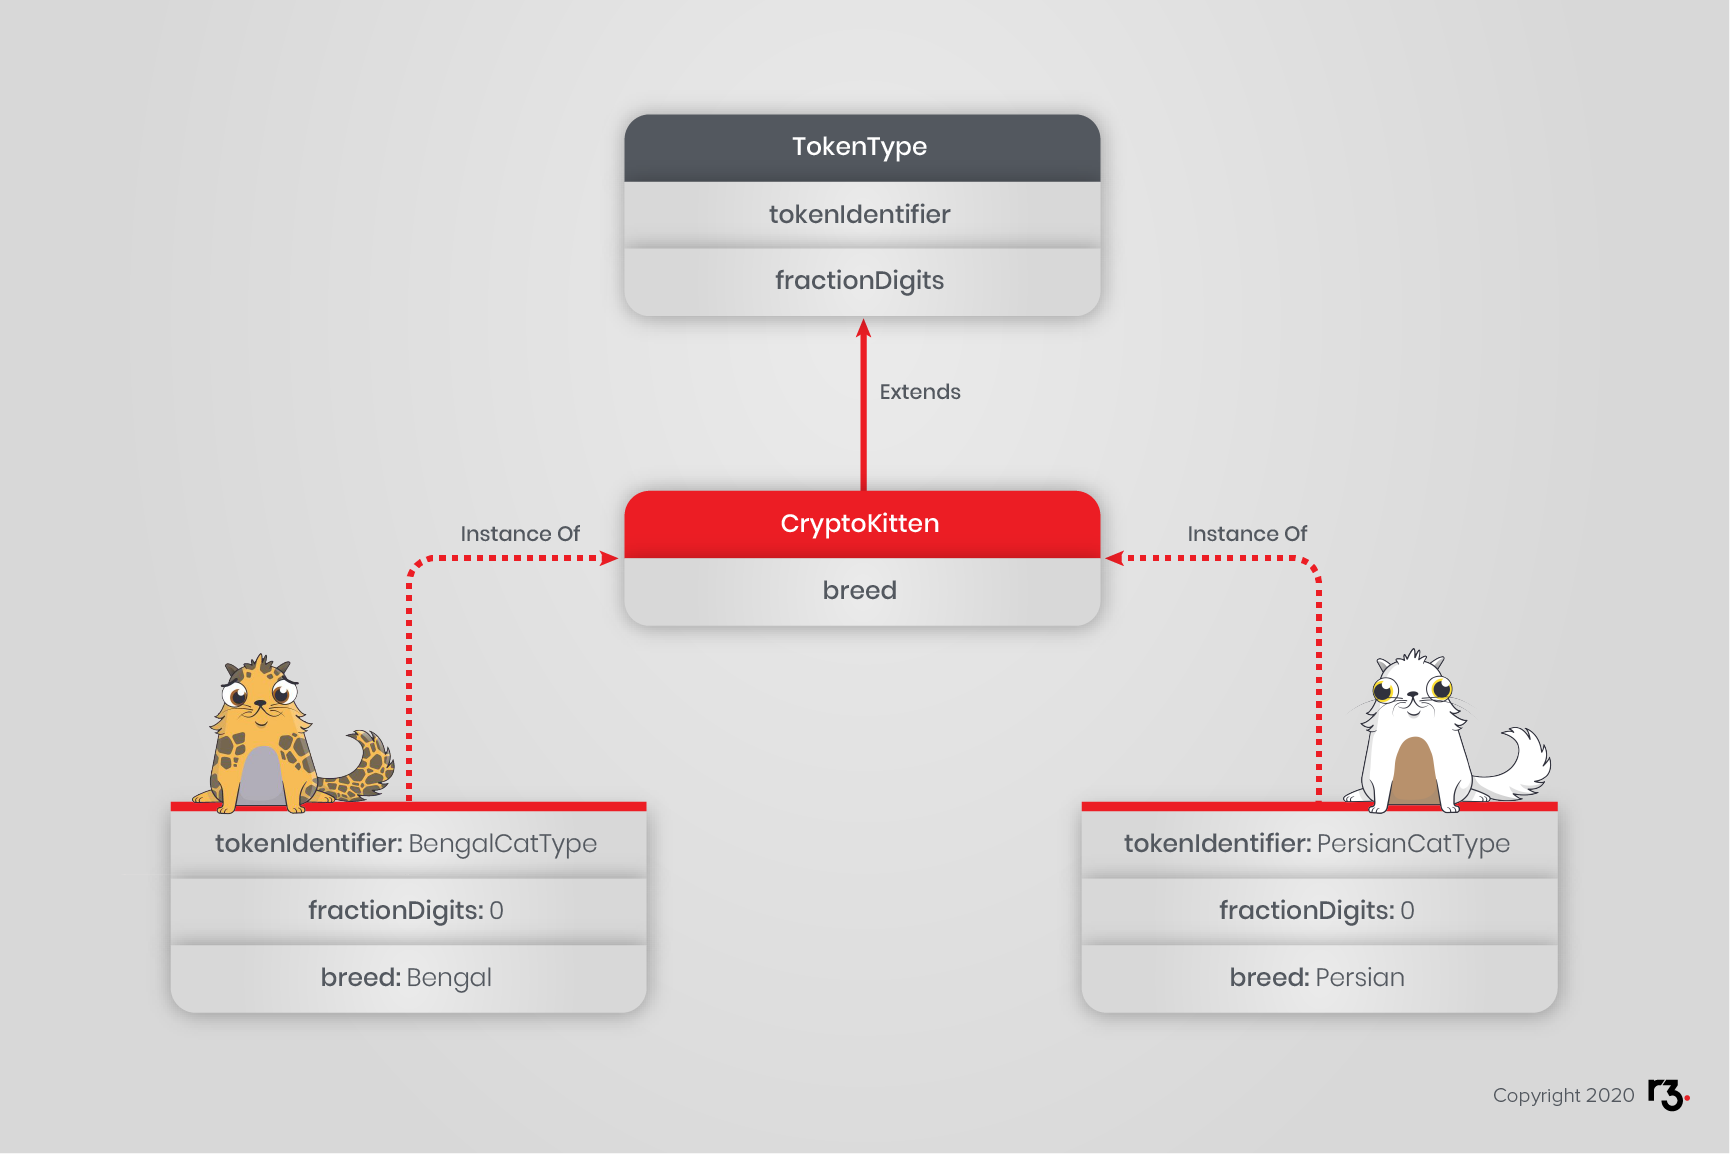 TokenType
tokenIdentifier
fractionDigits
Extends
CryptoKitten
breed
Instance Of
Instance Of
tokenIdentifier: BengalCatType
fractionDigits: 0
breed: Bengal
tokenIdentifier: PersianCatType
fractionDigits: 0
breed: Persian
Copyright 2020 r3.